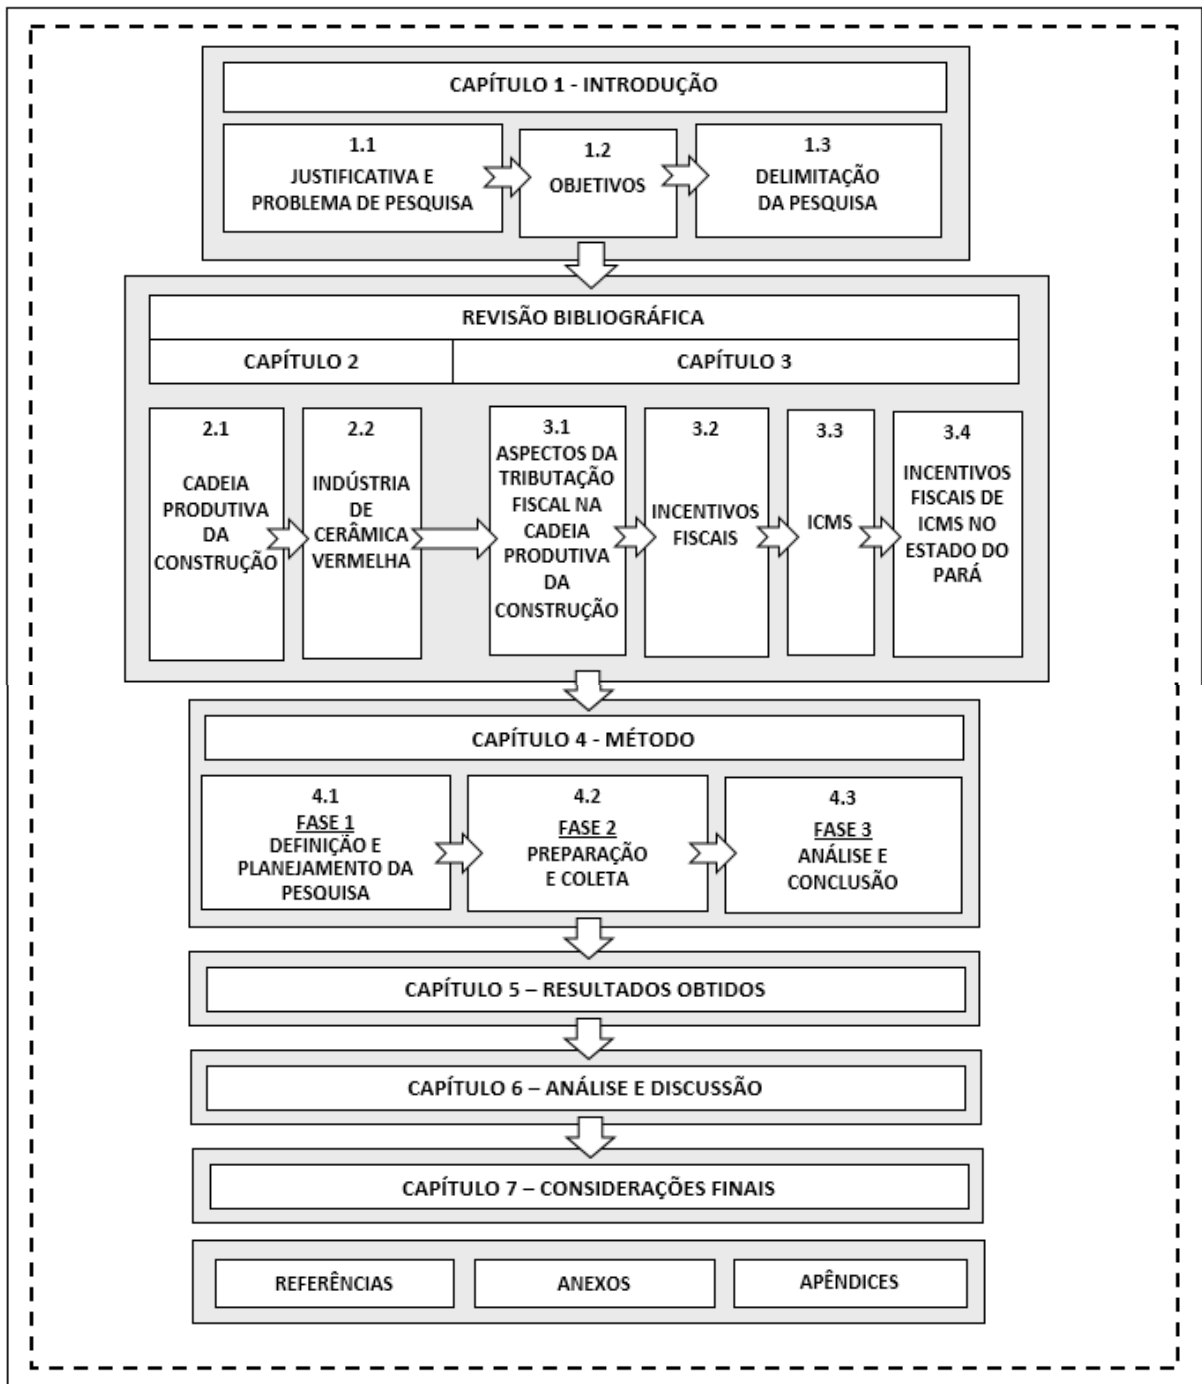 CAPÍTULO 1 - INTRODUÇÃO
1.1
JUSTIFICATIVA E
PROBLEMA DE PESQUISA
1.2
OBJETIVOS
1.3
DELIMITAÇÃO
DA PESQUISA
REVISÃO BIBLIOGRÁFICA
CAPÍTULO 2
CAPÍTULO 3
2.1
CADEIA
PRODUTIVA
DA
CONSTRUÇÃO
2.2
INDÚSTRIA
DE
CERÂMICA
VERMELHA
3.1
ASPECTOS DA
TRIBUTAÇÃO
FISCAL NA
CADEIA
PRODUTIVA
DA
CONSTRUÇÃO
3.2
INCENTIVOS
FISCAIS
3.3
ICMS
3.4
INCENTIVOS
FISCAIS DE
ICMS NO
ESTADO DO
PARÁ
CAPÍTULO 4 - MÉTODO
4.1
FASE 1
DEFINIÇÃO E
PLANEJAMENTO DA
PESQUISA
4.2
FASE 2
PREPARAÇÃO
E COLETA
4.3
FASE 3
ANÁLISE E
CONCLUSÃO
CAPÍTULO 5 – RESULTADOS OBTIDOS
CAPÍTULO 6 – ANÁLISE E DISCUSSÃO
CAPÍTULO 7 – CONSIDERAÇÕES FINAIS
REFERÊNCIAS
ANEXOS
APÊNDICES